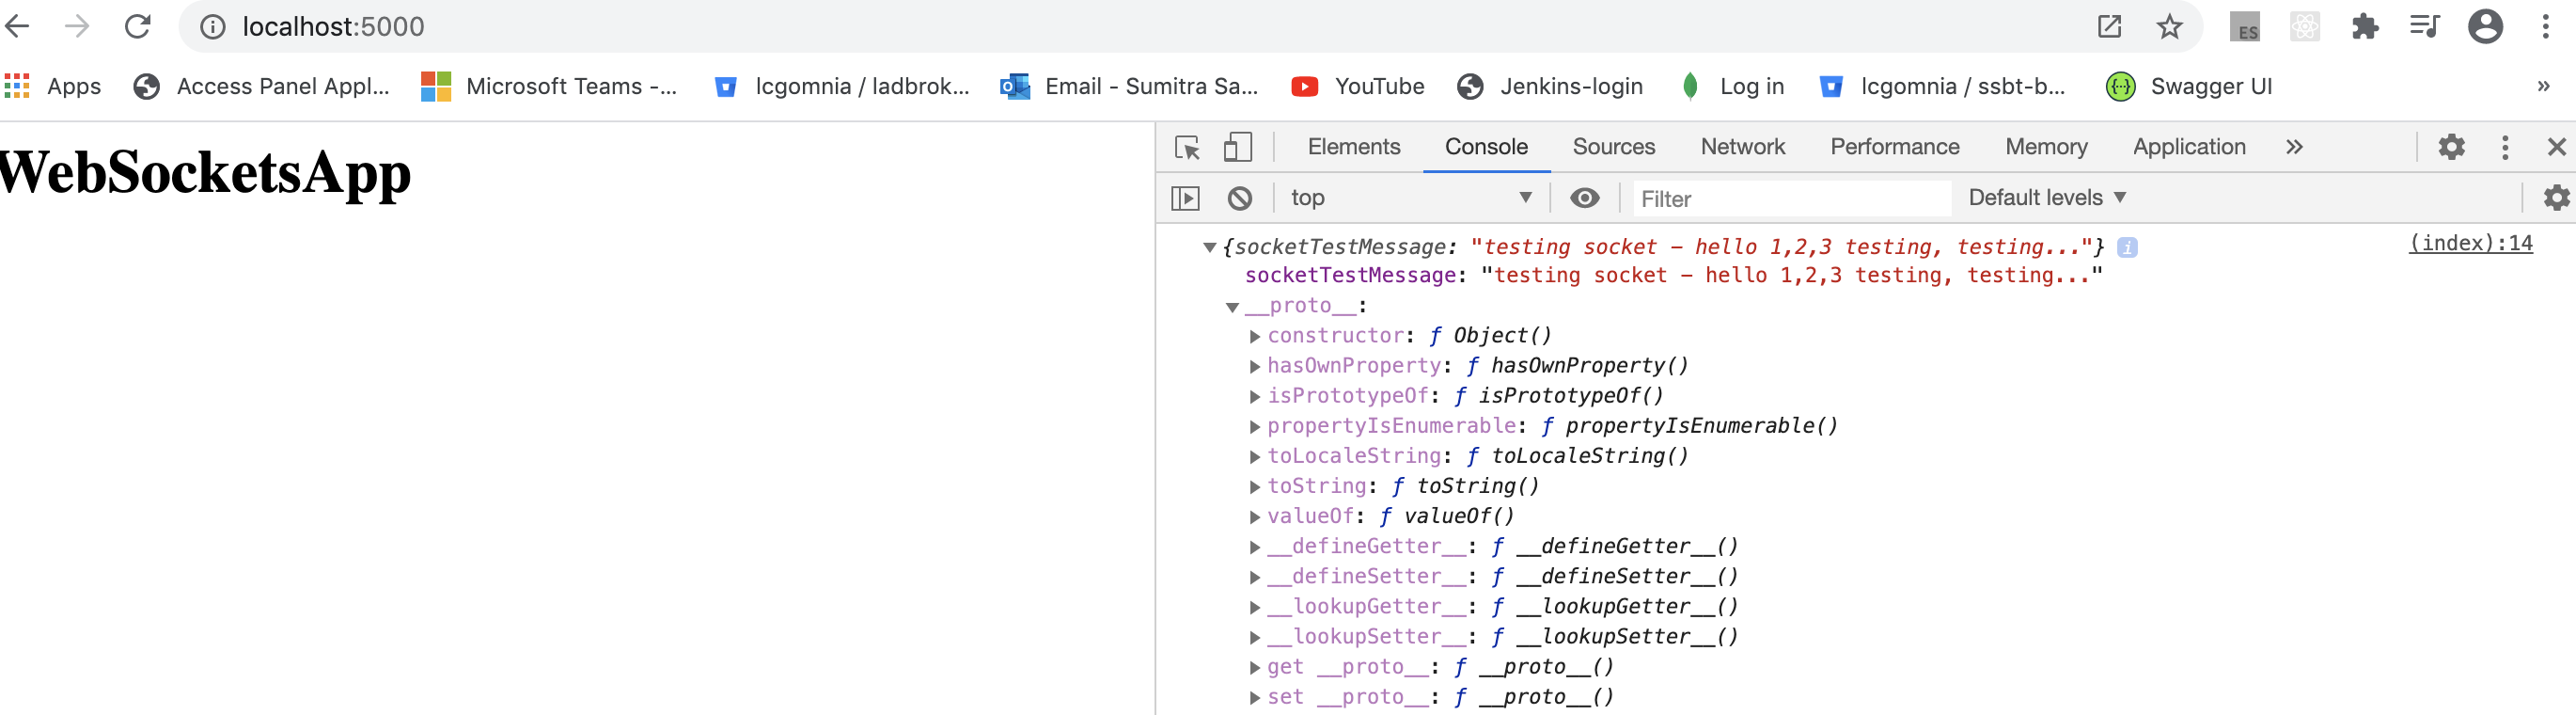 localhost:5000
ES
Apps Access Panel Appl... Microsoft Teams -... lcgomnia / ladbrok... Email - Sumitra Sa... YouTube Jenkins-login Log in lcgomnia / ssbt-b... Swagger UI »
WebSocketsApp
Elements Console Sources Network Performance Memory Application »
top Filter Default levels
{socketTestMessage: "testing socket – hello 1,2,3 testing, testing..."} i (index):14
socketTestMessage: "testing socket – hello 1,2,3 testing, testing..."
__proto__:
constructor: ƒ Object()
hasOwnProperty: ƒ hasOwnProperty()
isPrototypeOf: ƒ isPrototypeOf()
propertyIsEnumerable: ƒ propertyIsEnumerable()
toLocaleString: ƒ toLocaleString()
toString: ƒ toString()
valueOf: ƒ valueOf()
__defineGetter__: ƒ __defineGetter__()
__defineSetter__: ƒ __defineSetter__()
__lookupGetter__: ƒ __lookupGetter__()
__lookupSetter__: ƒ __lookupSetter__()
get __proto__: ƒ __proto__()
set __proto__: ƒ __proto__()